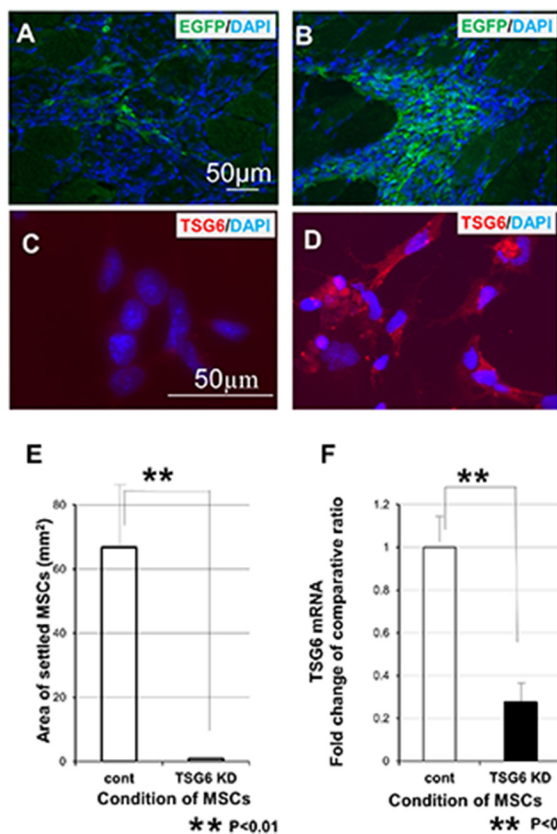 A
EGFP/DAPI
50µm
B
EGFP/DAPI
C
TSG6/DAPI
50µm
D
TSG6/DAPI
E
**
80
60
40
20
0
Area of settled MSCs (mm²)
cont
TSG6 KD
Condition of MSCs
** P<0.01
F
**
1.2
1
0.8
0.6
0.4
0.2
0
TSG6 mRNA
Fold change of comparative ratio
cont
TSG6 KD
Condition of MSCs
** P<0